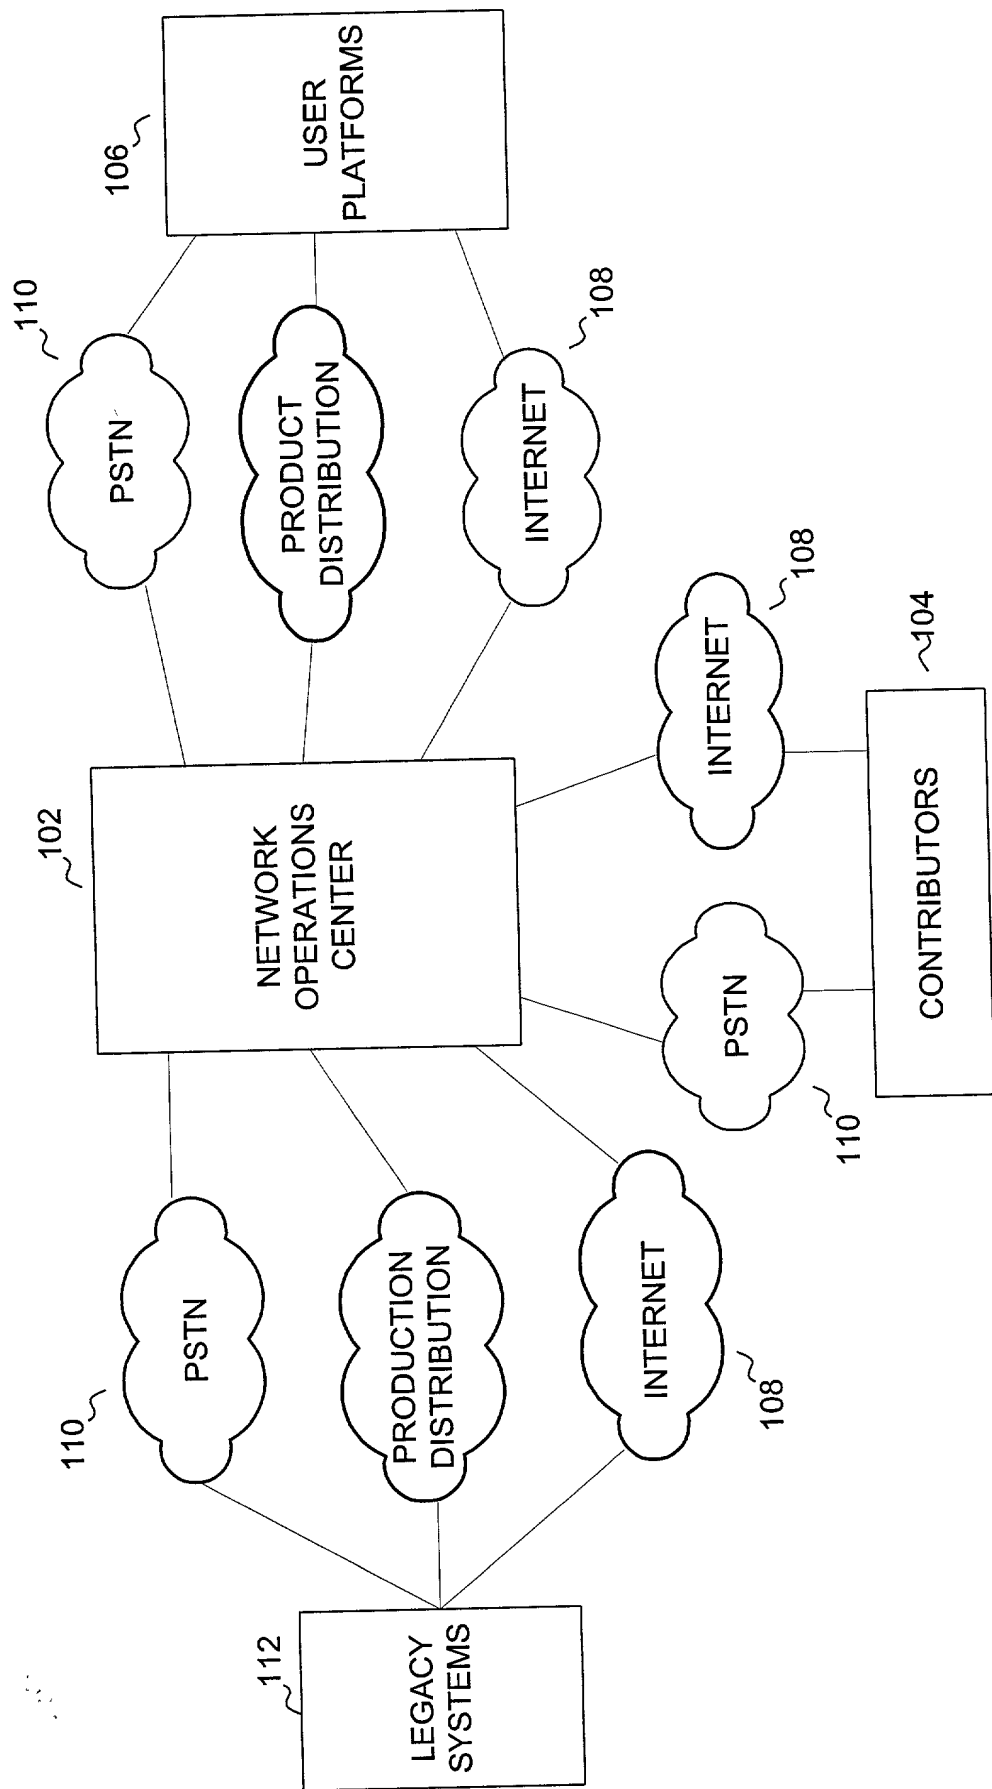 110
PSTN
110
PSTN
106
USER
PLATFORMS
102
NETWORK
OPERATIONS
CENTER
PRODUCT
DISTRIBUTION
112
LEGACY
SYSTEMS
PRODUCTION
DISTRIBUTION
INTERNET
108
INTERNET
108
PSTN
110
INTERNET
108
104
CONTRIBUTORS